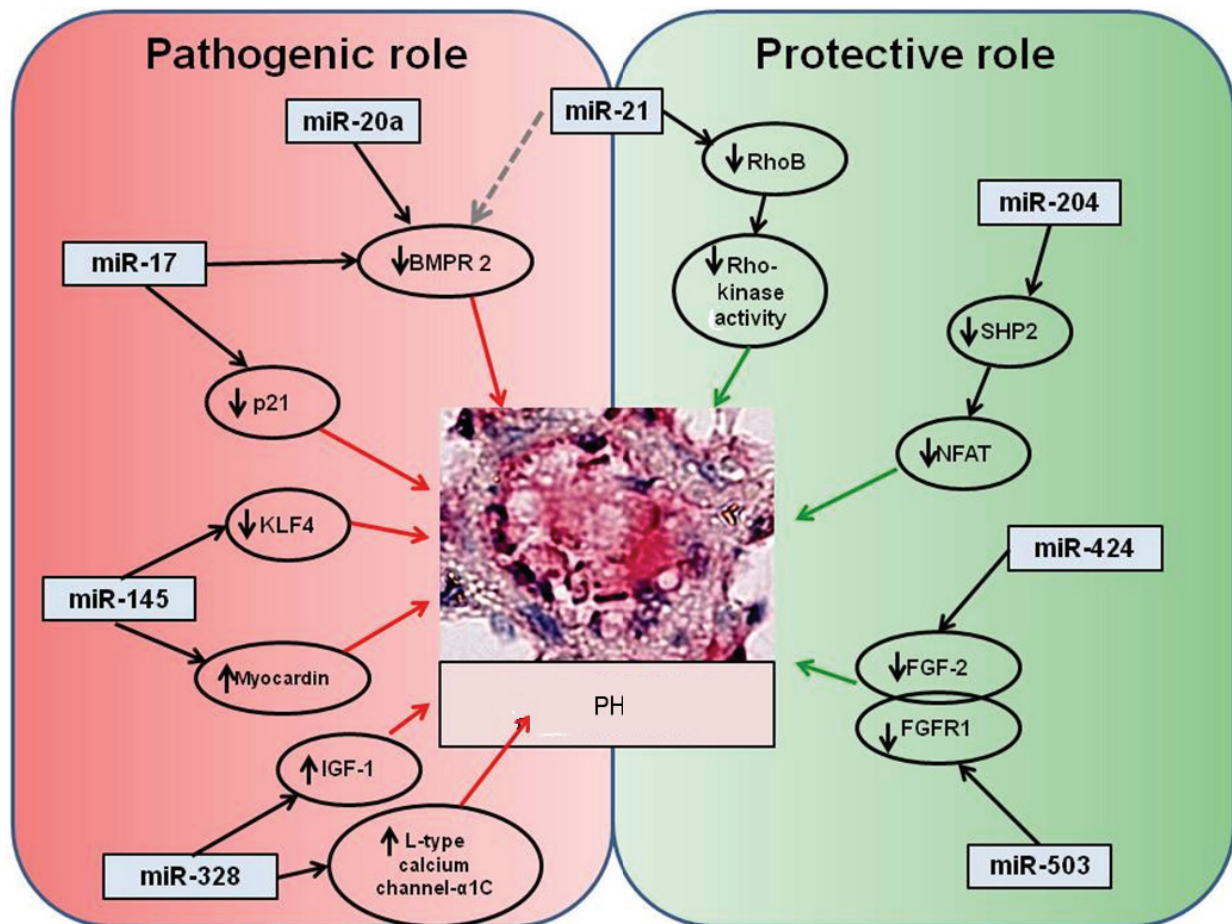 Pathogenic role
Protective role
miR-20a
miR-21
↓RhoB
miR-204
miR-17
↓BMPR 2
↓Rho-
kinase
activity
↓SHP2
↓p21
↓NFAT
↓KLF4
miR-424
miR-145
↑Myocardin
↓FGF-2
PH
↓FGFR1
↑IGF-1
↑L-type
calcium
channel-α1C
miR-328
miR-503